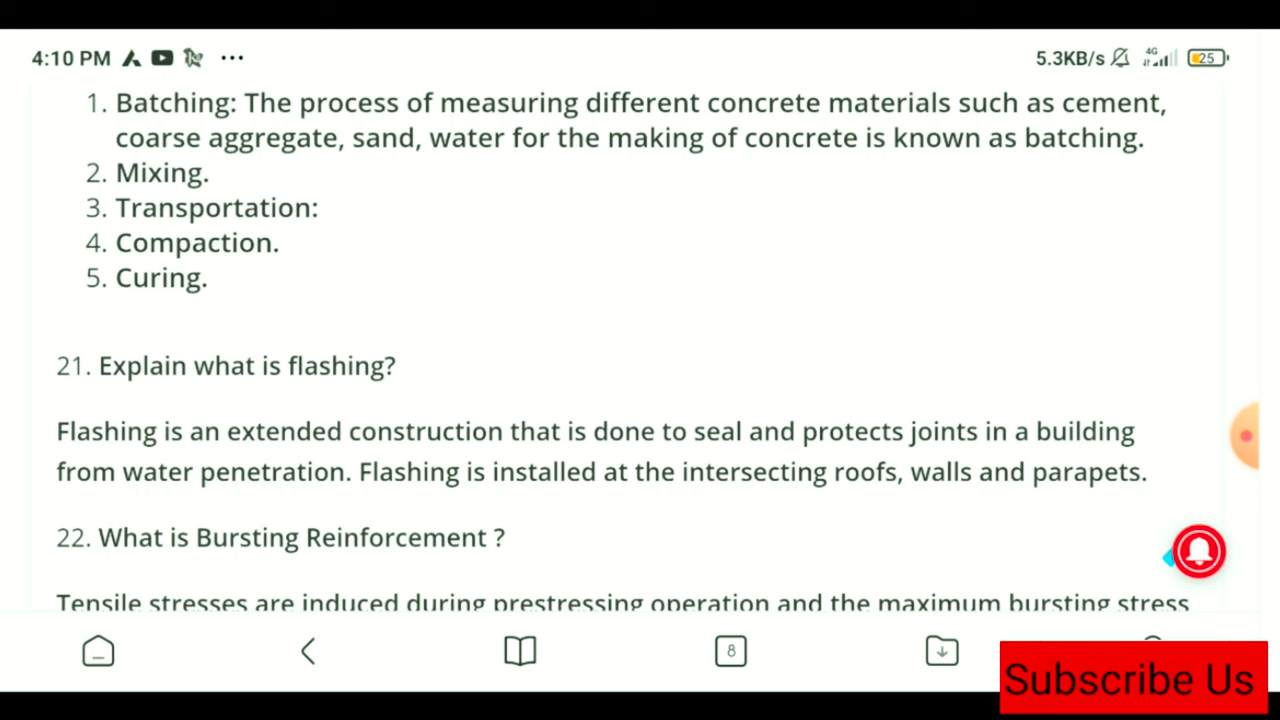 4:10 PM ... 5.3KB/s 4G 25
1. Batching: The process of measuring different concrete materials such as cement,
coarse aggregate, sand, water for the making of concrete is known as batching.
2. Mixing.
3. Transportation:
4. Compaction.
5. Curing.
21. Explain what is flashing?
Flashing is an extended construction that is done to seal and protects joints in a building
from water penetration. Flashing is installed at the intersecting roofs, walls and parapets.
22. What is Bursting Reinforcement ?
Tensile stresses are induced during prestressing operation and the maximum bursting stress
8
Subscribe Us